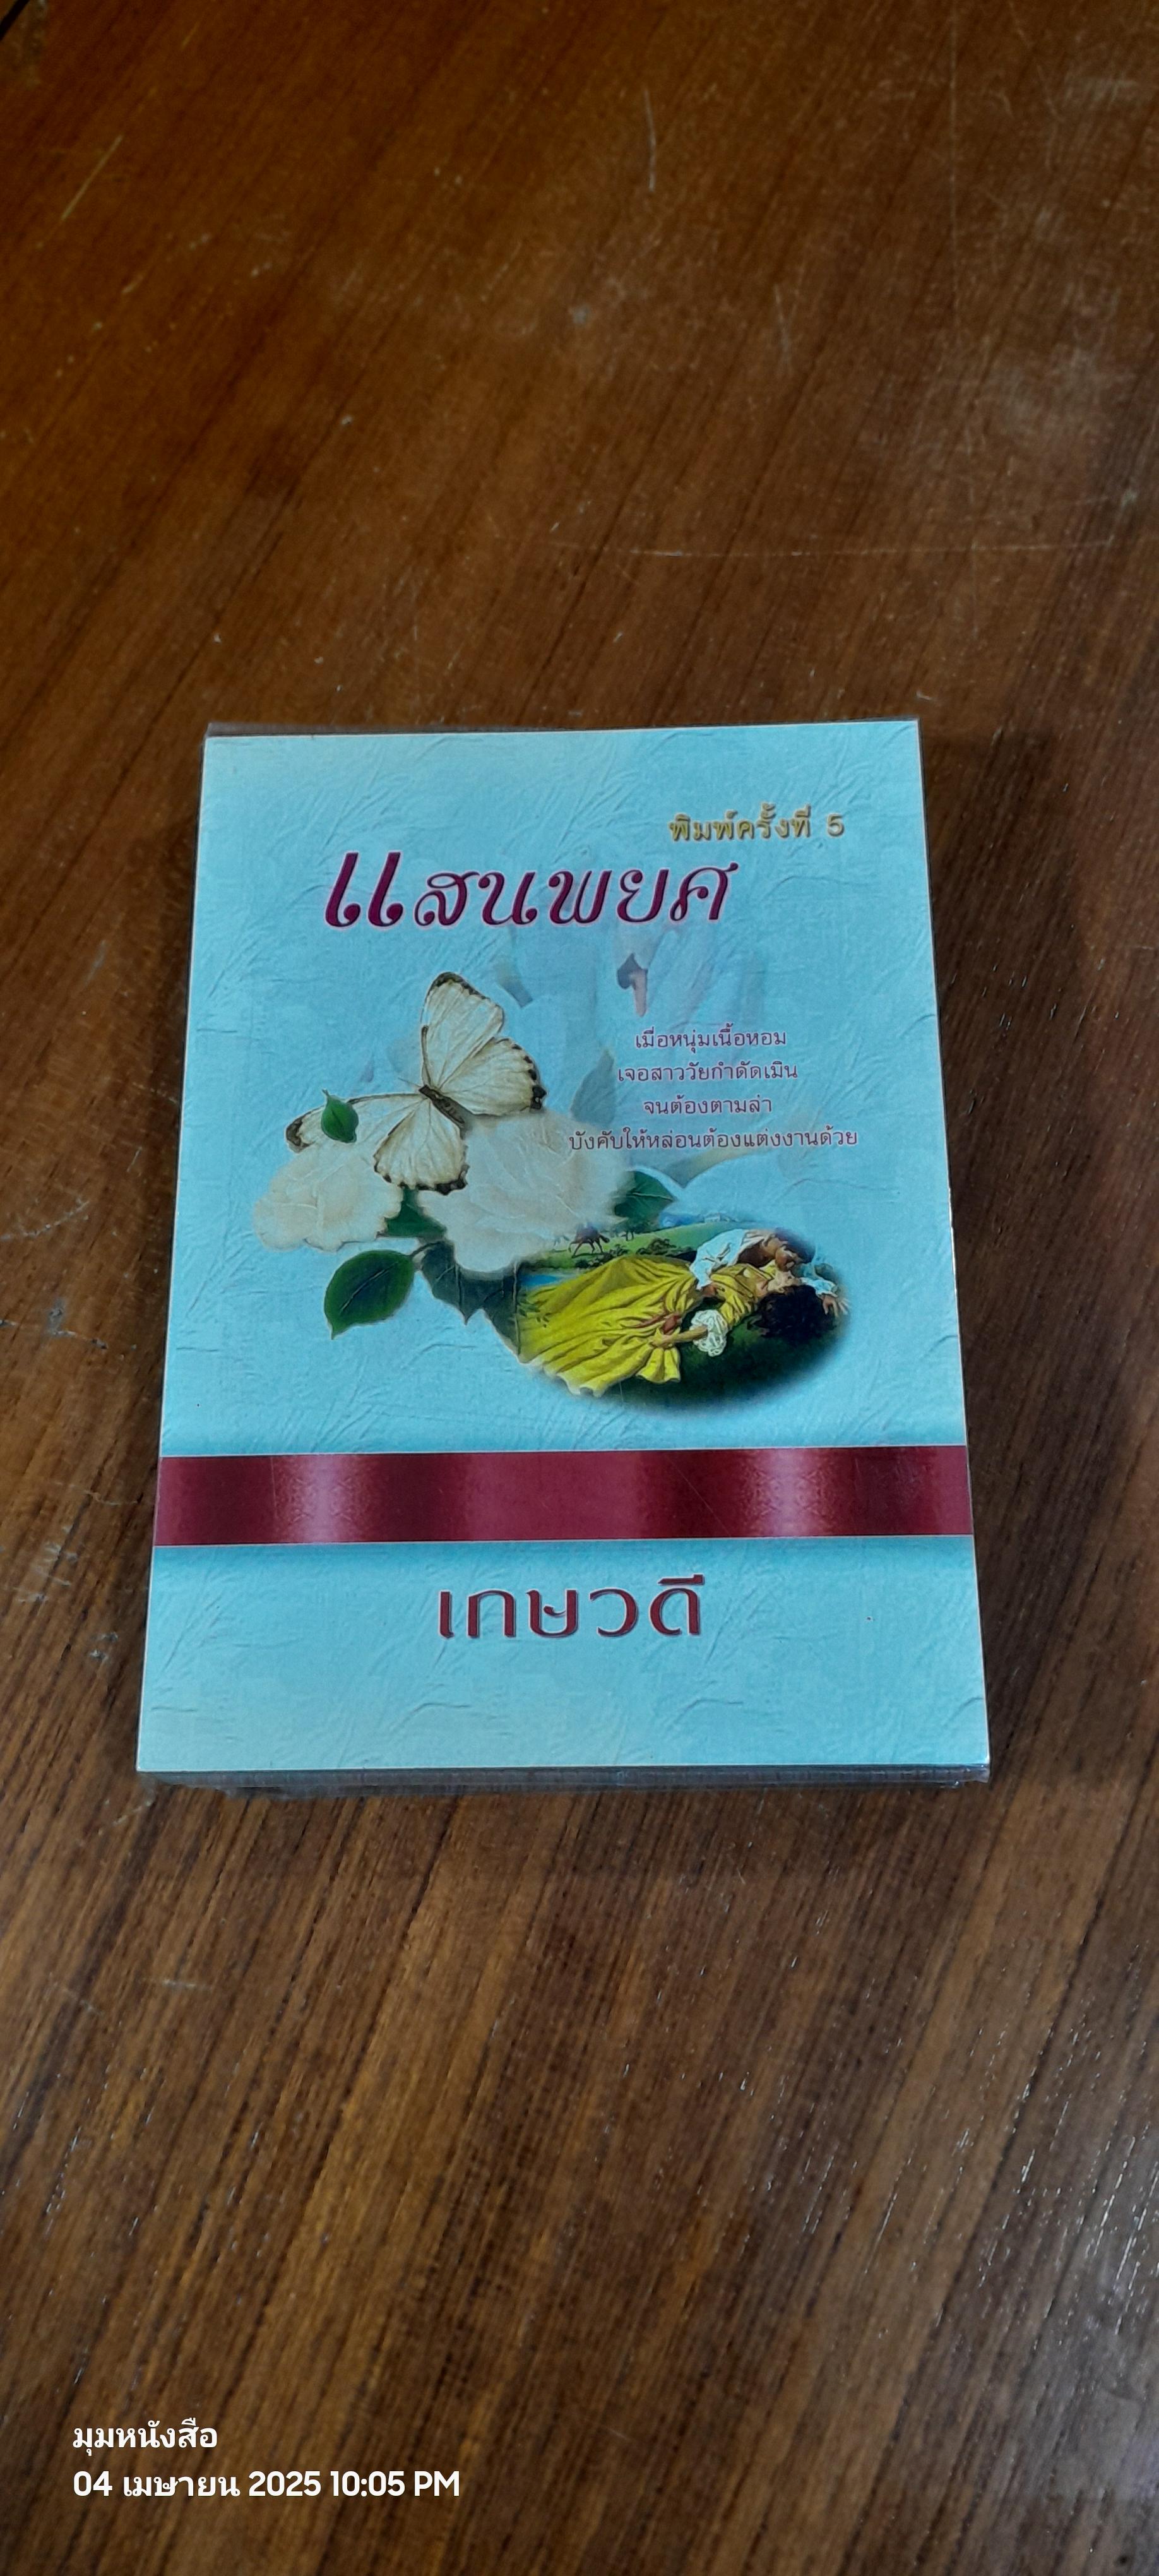 พิมพ์ครั้งที่ 5
แสนพยศ
เมื่อหนุ่มเนื้อหอม
เจอสาววัยกำดัดเมิน
จนต้องตามล่า
บังคับให้หล่อนต้องแต่งงานด้วย
เกษวดี
มุมหนังสือ
04 เมษายน 2025 10:05 PM